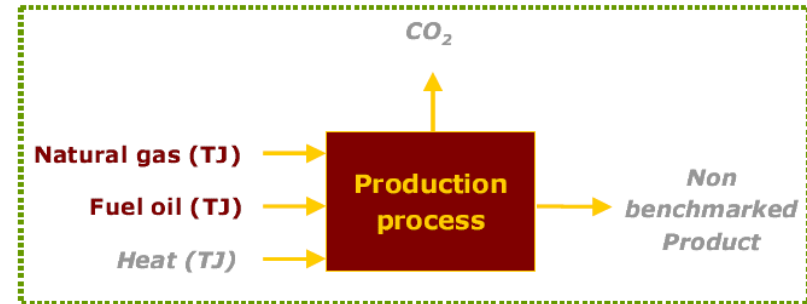 CO₂
Natural gas (TJ)
Fuel oil (TJ)
Heat (TJ)
Production
process
Non
benchmarked
Product